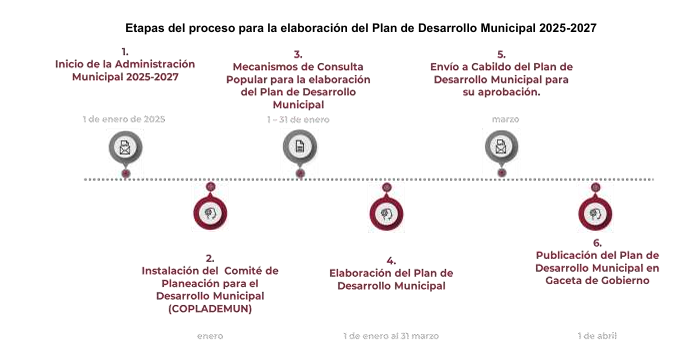 Etapas del proceso para la elaboración del Plan de Desarrollo Municipal 2025-2027
1.
Inicio de la Administración
Municipal 2025-2027
1 de enero de 2025
3.
Mecanismos de Consulta
Popular para la elaboración
del Plan de Desarrollo
Municipal
1 - 31 de enero
5.
Envío a Cabildo del Plan de
Desarrollo Municipal para
su aprobación.
marzo
2.
Instalación del Comité de
Planeación para el
Desarrollo Municipal
(COPLADEMUN)
enero
4.
Elaboración del Plan de
Desarrollo Municipal
1 de enero al 31 marzo
6.
Publicación del Plan de
Desarrollo Municipal en
Gaceta de Gobierno
1 de abril